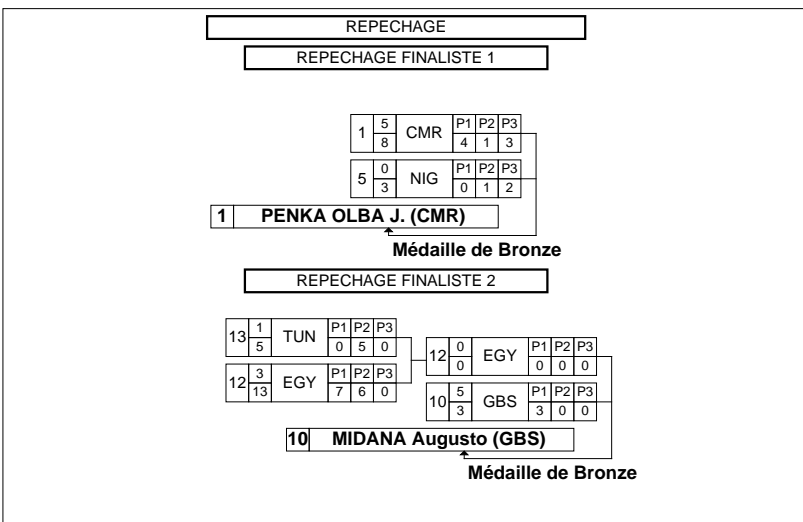 REPECHAGE
REPECHAGE FINALISTE 1
1 5 CMR P1 P2 P3
8 4 1 3
5 0 NIG P1 P2 P3
3 0 1 2
1 PENKA OLBA J. (CMR)
Médaille de Bronze
REPECHAGE FINALISTE 2
13 1 TUN P1 P2 P3
5 0 5 0
12 3 EGY P1 P2 P3
13 7 6 0
12 0 EGY P1 P2 P3
0 0 0 0
10 5 GBS P1 P2 P3
3 3 0 0
10 MIDANA Augusto (GBS)
Médaille de Bronze